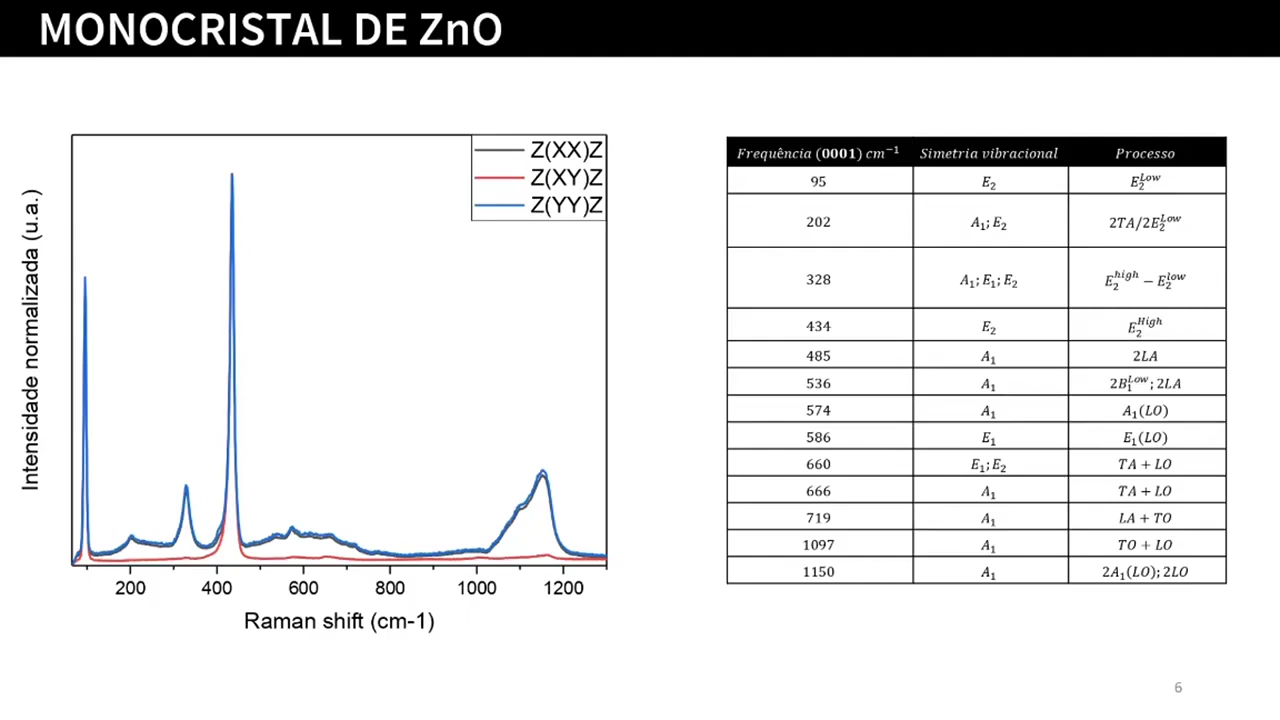 MONOCRISTAL DE ZnO
Z(XX)Z
Z(XY)Z
Z(YY)Z
Intensidade normalizada (u.a.)
200 400 600 800 1000 1200
Raman shift (cm-1)
Frequência (0001) cm⁻¹ Simetria vibracional Processo
95 E₂ E₂^Low
202 A₁; E₂ 2TA/2E₂^Low
328 A₁; E₁; E₂ E₂^high − E₂^low
434 E₂ E₂^High
485 A₁ 2LA
536 A₁ 2B₁^Low; 2LA
574 A₁ A₁(LO)
586 E₁ E₁(LO)
660 E₁; E₂ TA + LO
666 A₁ TA + LO
719 A₁ LA + TO
1097 A₁ TO + LO
1150 A₁ 2A₁(LO); 2LO
6